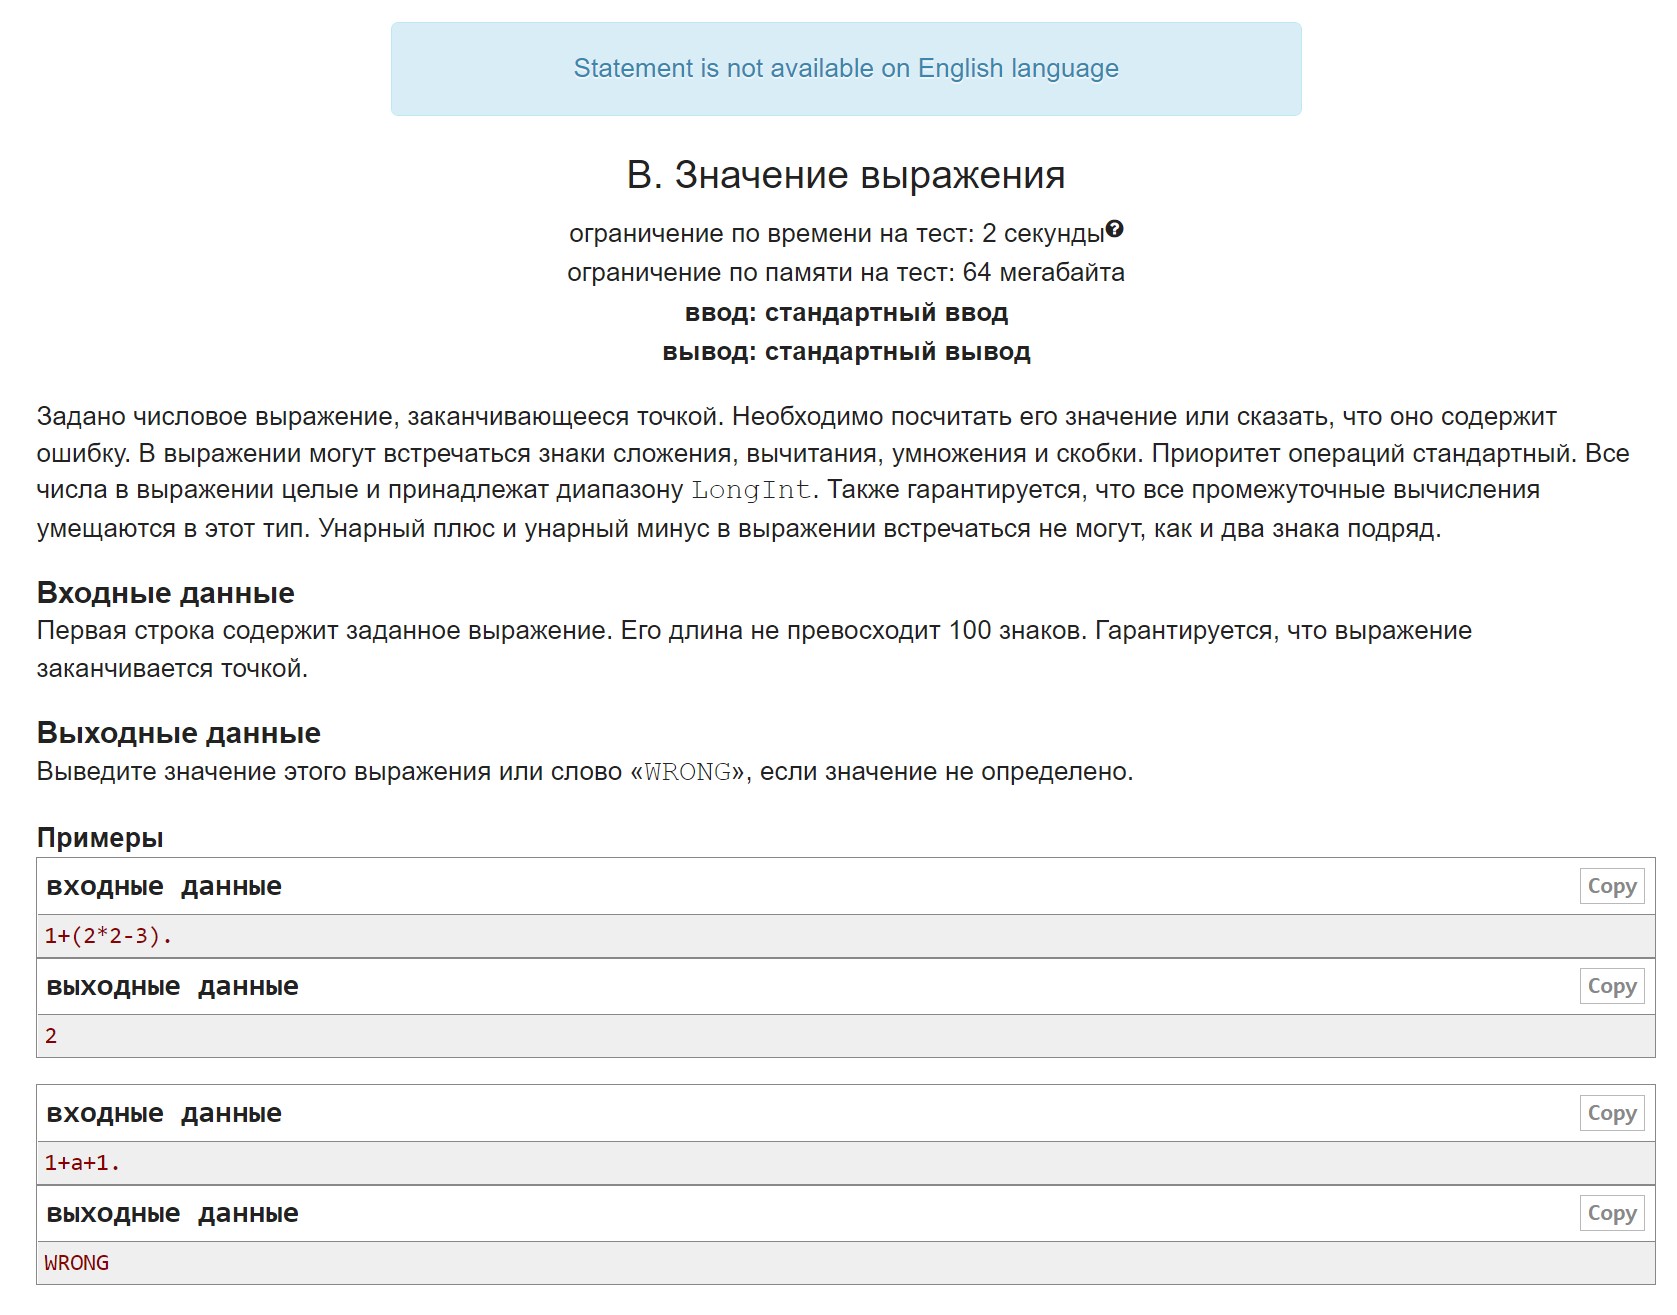 Statement is not available on English language
B. Значение выражения
ограничение по времени на тест: 2 секунды
ограничение по памяти на тест: 64 мегабайта
ввод: стандартный ввод
вывод: стандартный вывод
Задано числовое выражение, заканчивающееся точкой. Необходимо посчитать его значение или сказать, что оно содержит
ошибку. В выражении могут встречаться знаки сложения, вычитания, умножения и скобки. Приоритет операций стандартный. Все
числа в выражении целые и принадлежат диапазону LongInt. Также гарантируется, что все промежуточные вычисления
умещаются в этот тип. Унарный плюс и унарный минус в выражении встречаться не могут, как и два знака подряд.
Входные данные
Первая строка содержит заданное выражение. Его длина не превосходит 100 знаков. Гарантируется, что выражение
заканчивается точкой.
Выходные данные
Выведите значение этого выражения или слово «WRONG», если значение не определено.
Примеры
входные данные Copy
1+(2*2-3).
выходные данные Copy
2
входные данные Copy
1+a+1.
выходные данные Copy
WRONG